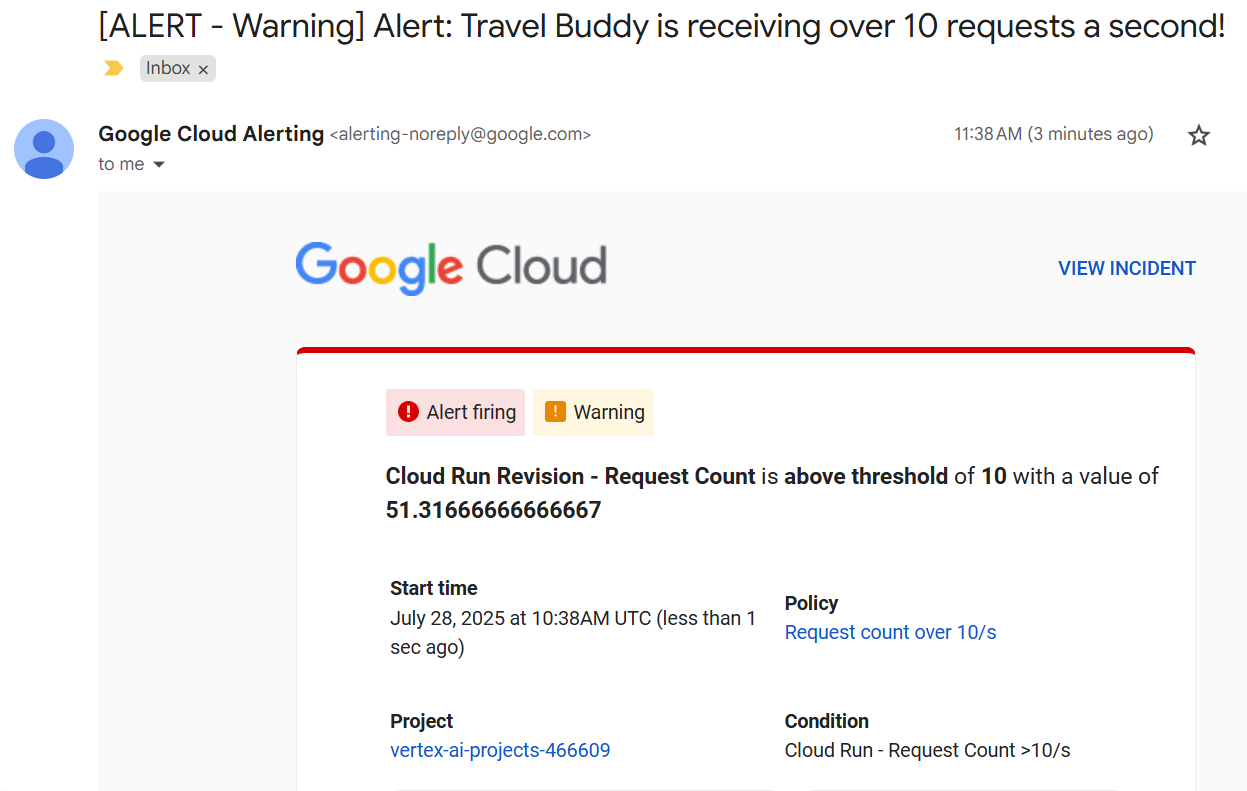 [ALERT - Warning] Alert: Travel Buddy is receiving over 10 requests a second!
Inbox ×
Google Cloud Alerting <alerting-noreply@google.com>
11:38 AM (3 minutes ago)
to me
Google Cloud
VIEW INCIDENT
Alert firing
Warning
Cloud Run Revision - Request Count is above threshold of 10 with a value of
51.31666666666667
Start time
July 28, 2025 at 10:38AM UTC (less than 1
sec ago)
Policy
Request count over 10/s
Project
vertex-ai-projects-466609
Condition
Cloud Run - Request Count >10/s